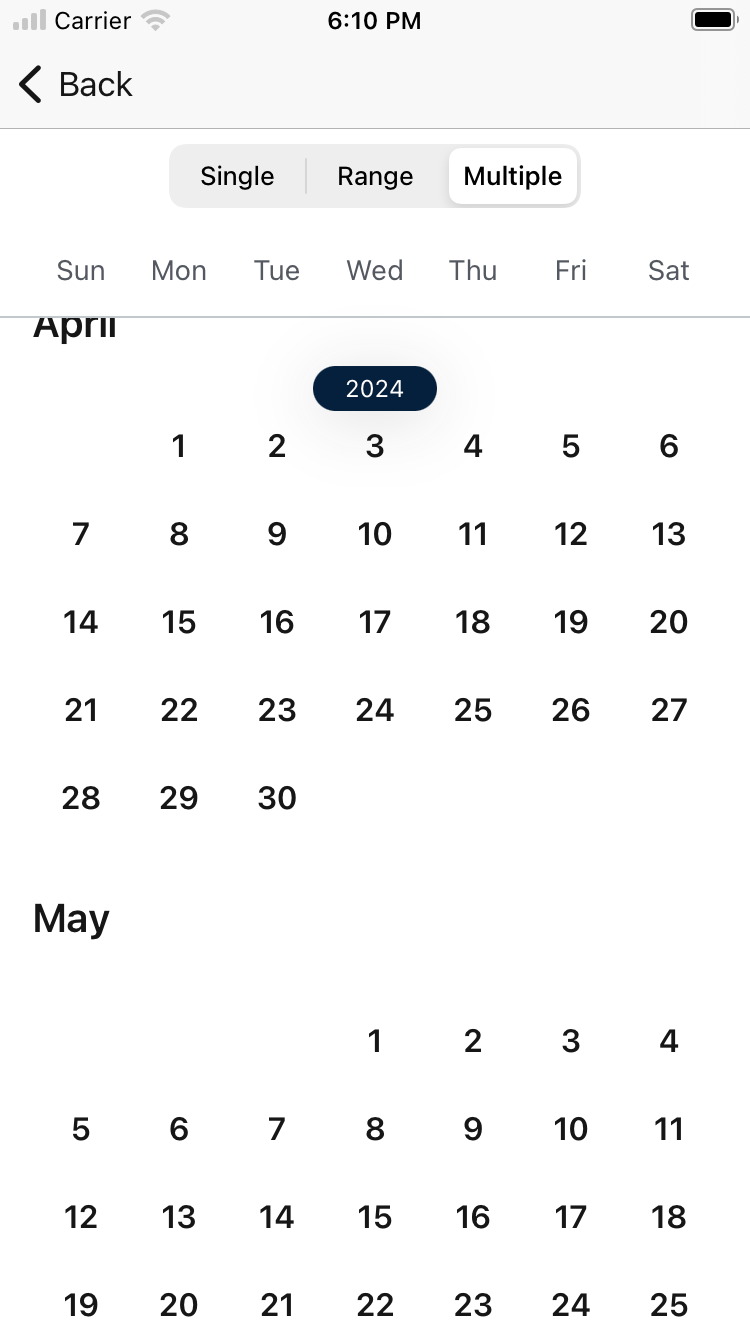 Carrier 6:10 PM
Back
Single Range Multiple
Sun Mon Tue Wed Thu Fri Sat
April
2024
1 2 3 4 5 6
7 8 9 10 11 12 13
14 15 16 17 18 19 20
21 22 23 24 25 26 27
28 29 30
May
1 2 3 4
5 6 7 8 9 10 11
12 13 14 15 16 17 18
19 20 21 22 23 24 25